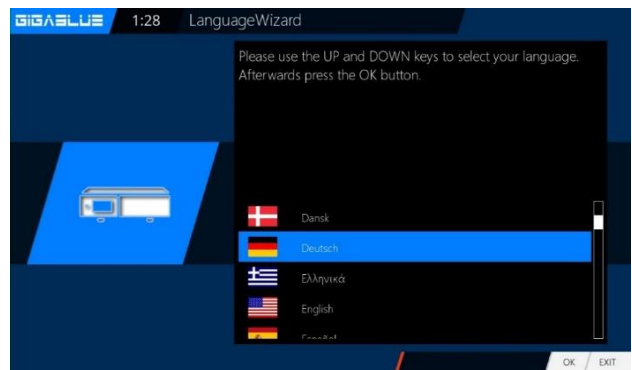 GIGABLUE 1:28 LanguageWizard
Please use the UP and DOWN keys to select your language.
Afterwards press the OK button.
Dansk
Deutsch
Ελληνικά
English
Español
OK EXIT